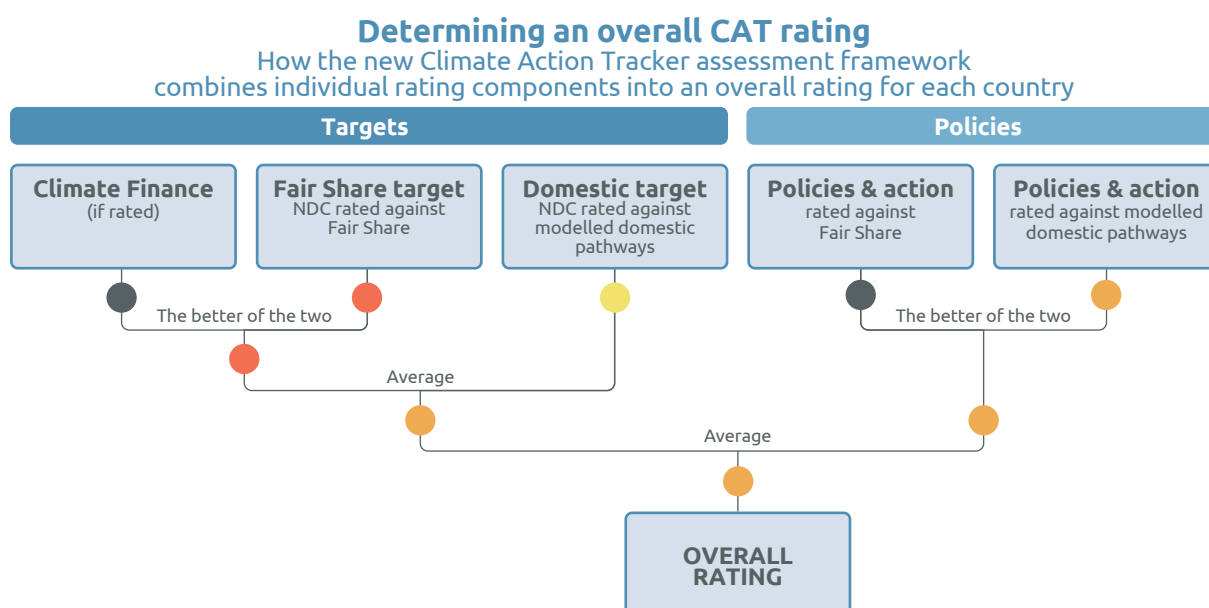 Determining an overall CAT rating
How the new Climate Action Tracker assessment framework
combines individual rating components into an overall rating for each country
Targets
Policies
Climate Finance
(if rated)
Fair Share target
NDC rated against
Fair Share
Domestic target
NDC rated against
modelled domestic
pathways
Policies & action
rated against
Fair Share
Policies & action
rated against modelled
domestic pathways
The better of the two
The better of the two
Average
Average
OVERALL
RATING